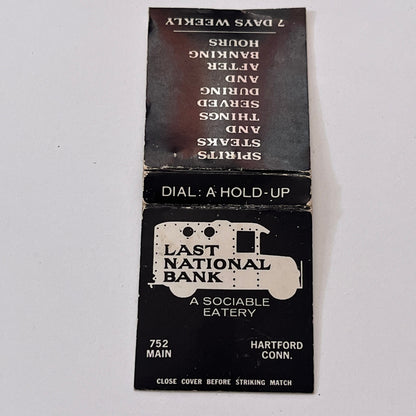 SPIRITS
STEAKS
AND
THINGS
SERVED
DURING
AND
AFTER
BANKING
HOURS
7 DAYS WEEKLY
DIAL: A HOLD-UP
LAST
NATIONAL
BANK
A SOCIABLE
EATERY
752
MAIN
HARTFORD
CONN.
CLOSE COVER BEFORE STRIKING MATCH